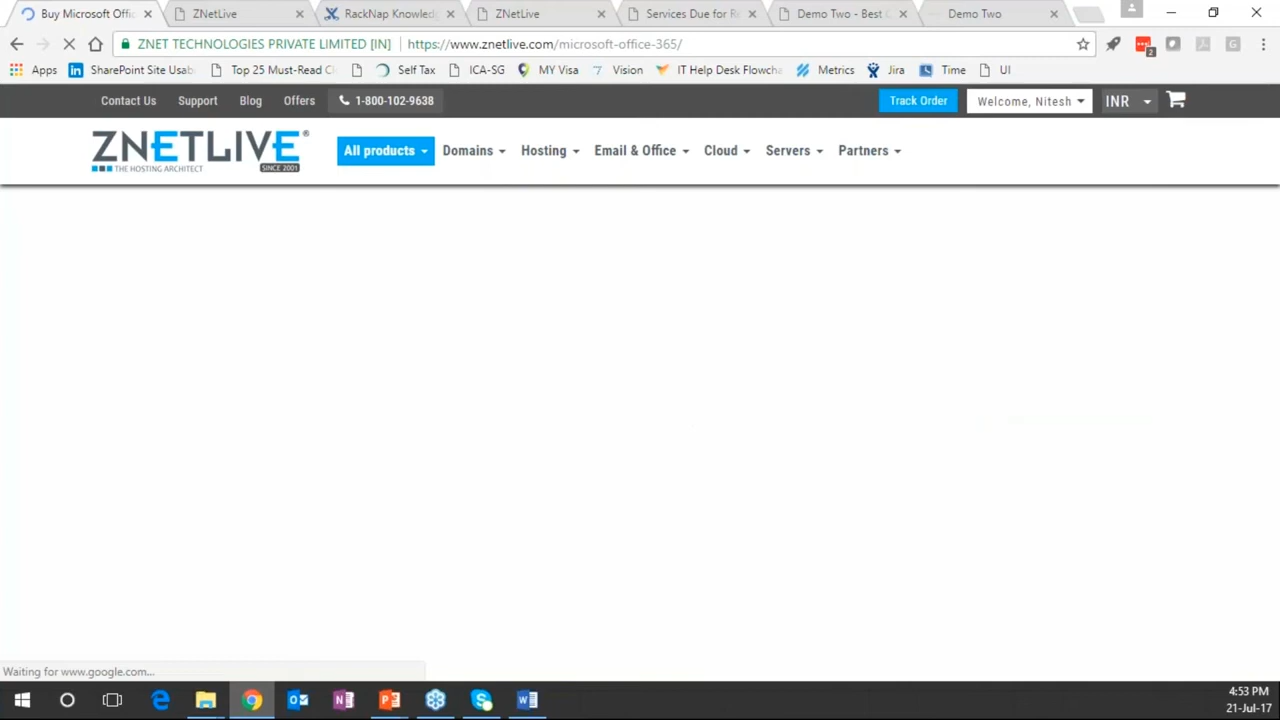 Buy Microsoft Offic
ZNetLive
RackNap Knowled
ZNetLive
Services Due for R
Demo Two - Best C
Demo Two
ZNET TECHNOLOGIES PRIVATE LIMITED [IN]
https://www.znetlive.com/microsoft-office-365/
2
Apps
SharePoint Site Usab
Top 25 Must-Read C
Self Tax
ICA-SG
MY Visa
Vision
IT Help Desk Flowcha
Metrics
Jira
Time
UI
Contact Us
Support
Blog
Offers
1-800-102-9638
Track Order
Welcome, Nitesh
INR
ZNETLIVE®
THE HOSTING ARCHITECT
SINCE 2001
All products
Domains
Hosting
Email & Office
Cloud
Servers
Partners
Waiting for www.google.com...
4:53 PM
21-Jul-17